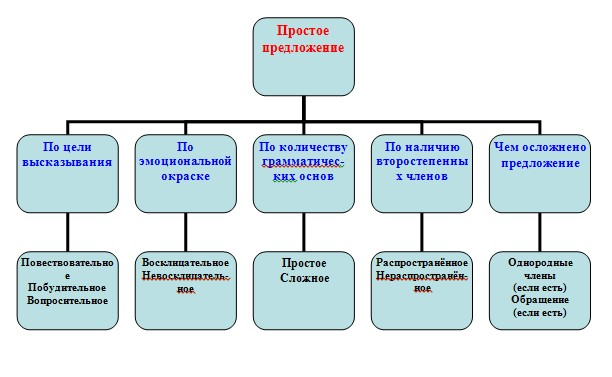 Простое
предложение
По цели
высказывания
По
эмоциональной
окраске
По количеству
грамматичес-
ких основ
По наличию
второстепенны
х членов
Чем осложнено
предложение
Повествовательно
е
Побудительное
Вопросительное
Восклицательное
Невосклицатель-
ное
Простое
Сложное
Распространённое
Нераспространён-
ное
Однородные
члены
(если есть)
Обращение
(если есть)